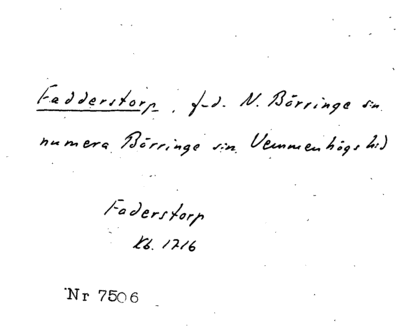 Fadderstorp, f.d. N. Börringe sn
numera Börringe sn Vemmenhögs hd
Faderstorp
Kb. 1716
Nr 7506